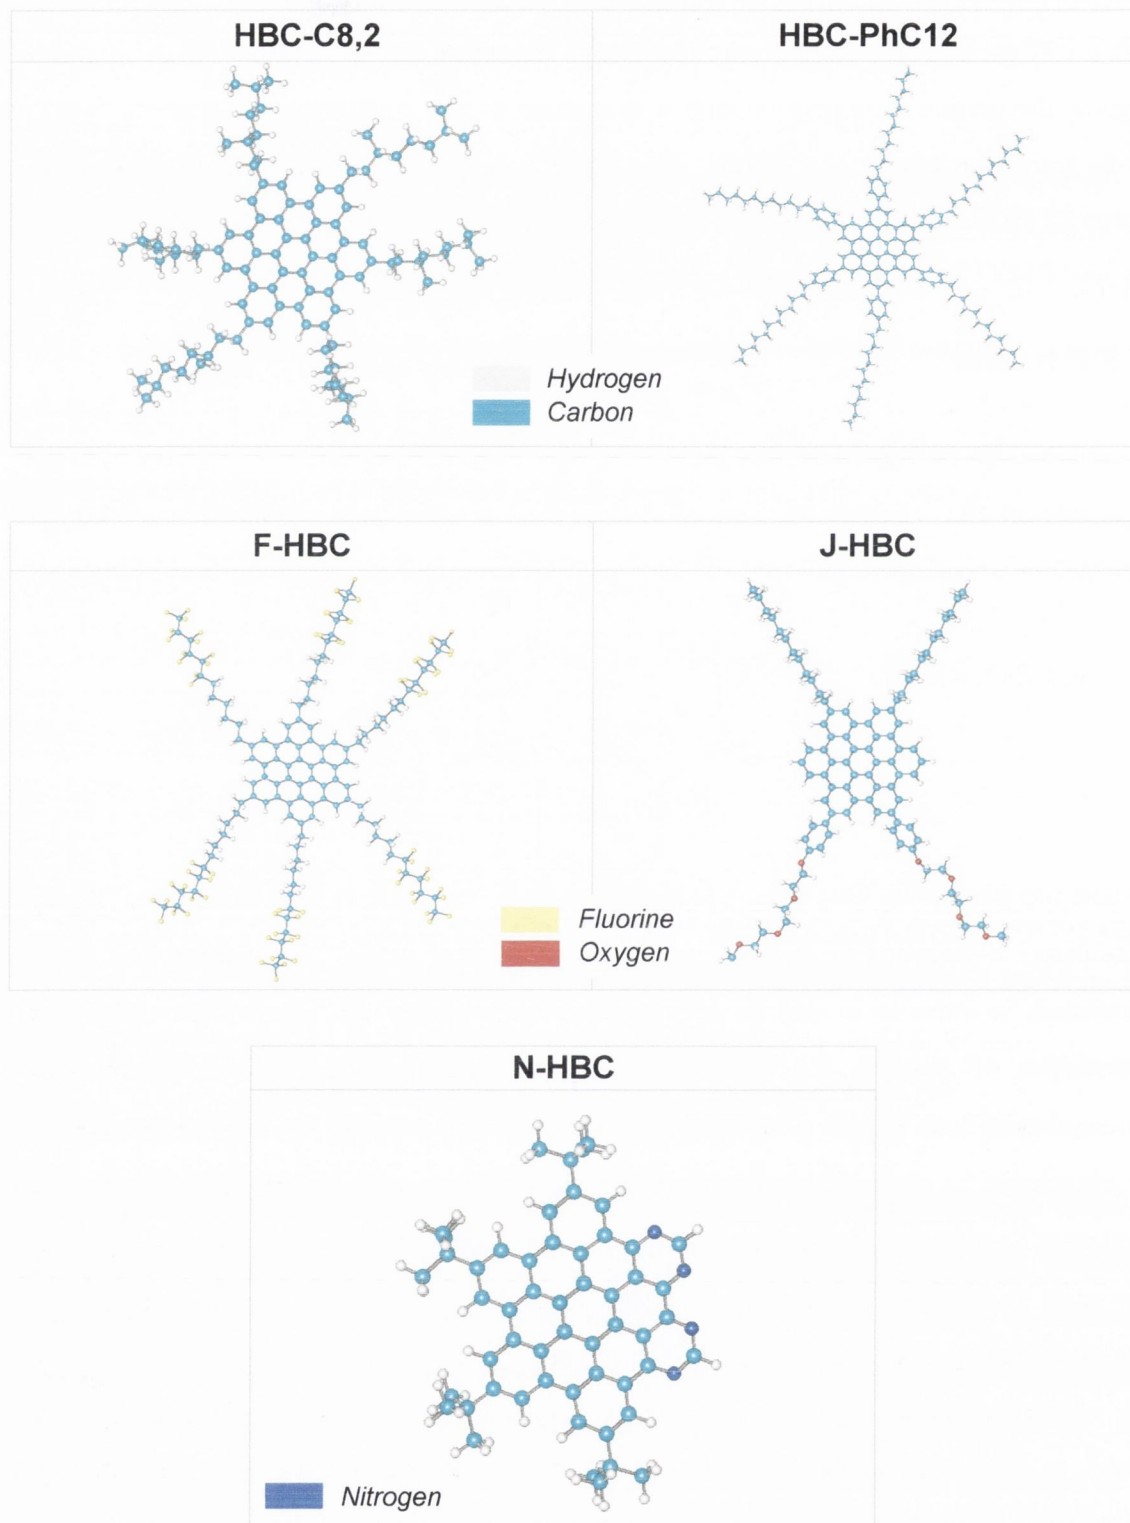 HBC-C8,2
HBC-PhC12
Hydrogen
Carbon
F-HBC
J-HBC
Fluorine
Oxygen
N-HBC
Nitrogen